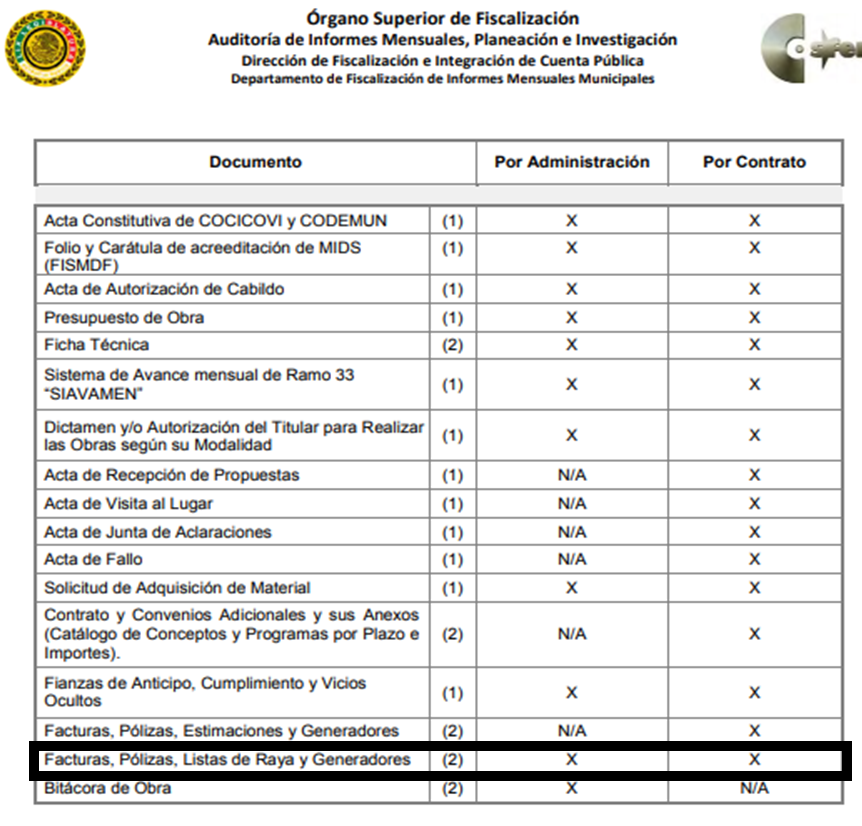 Órgano Superior de Fiscalización
Auditoría de Informes Mensuales, Planeación e Investigación
Dirección de Fiscalización e Integración de Cuenta Pública
Departamento de Fiscalización de Informes Mensuales Municipales
osfem
Documento Por Administración Por Contrato
Acta Constitutiva de COCICOVI y CODEMUN (1) X X
Folio y Carátula de acreeditación de MIDS (1) X X
(FISMDF)
Acta de Autorización de Cabildo (1) X X
Presupuesto de Obra (1) X X
Ficha Técnica (2) X X
Sistema de Avance mensual de Ramo 33
"SIAVAMEN" (1) X X
Dictamen y/o Autorización del Titular para Realizar
las Obras según su Modalidad (1) X X
Acta de Recepción de Propuestas (1) N/A X
Acta de Visita al Lugar (1) N/A X
Acta de Junta de Aclaraciones (1) N/A X
Acta de Fallo (1) N/A X
Solicitud de Adquisición de Material (1) X X
Contrato y Convenios Adicionales y sus Anexos
(Catálogo de Conceptos y Programas por Plazo e (2) N/A X
Importes).
Fianzas de Anticipo, Cumplimiento y Vicios
Ocultos (1) X X
Facturas, Pólizas, Estimaciones y Generadores (2) N/A X
Facturas, Pólizas, Listas de Raya y Generadores (2) X X
Bitácora de Obra (2) X N/A